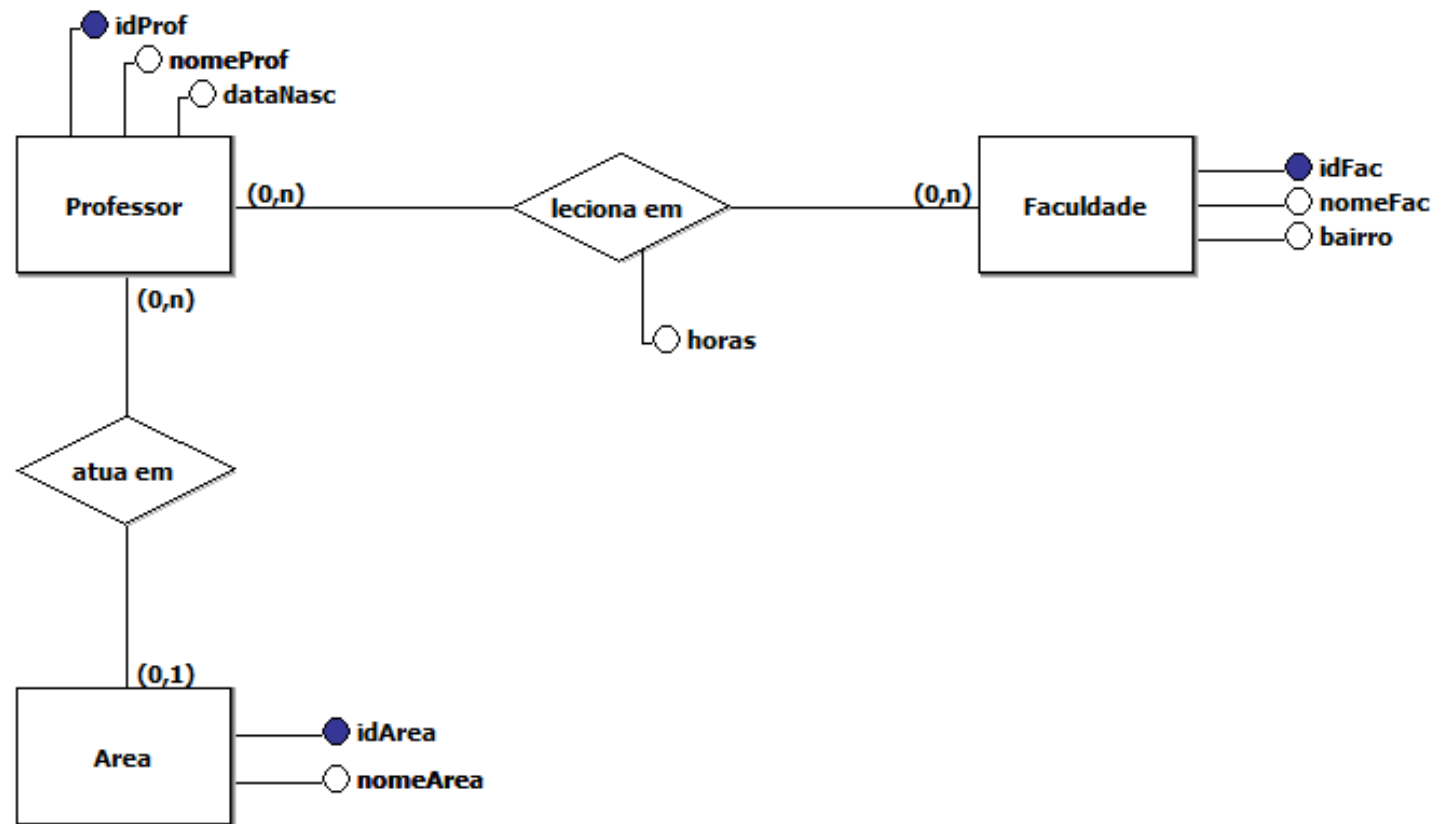 idProf
nomeProf
dataNasc
Professor
(0,n)
leciona em
(0,n)
Faculdade
idFac
nomeFac
bairro
(0,n)
horas
atua em
(0,1)
Area
idArea
nomeArea